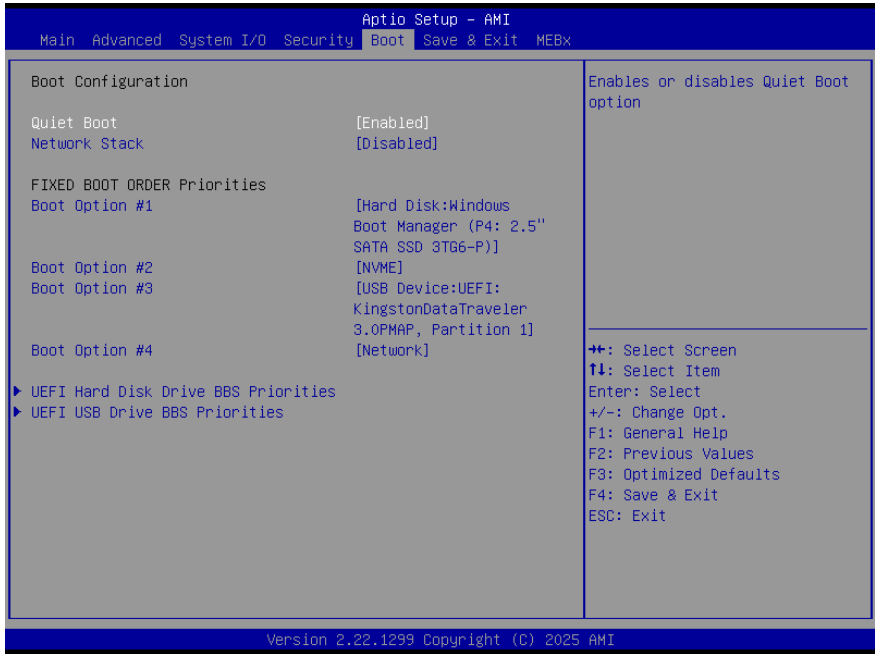 Aptio Setup – AMI
Main Advanced System I/O Security Boot Save & Exit MEBx
Boot Configuration
Quiet Boot [Enabled]
Network Stack [Disabled]
FIXED BOOT ORDER Priorities
Boot Option #1 [Hard Disk:Windows
Boot Manager (P4: 2.5"
SATA SSD 3TG6-P)]
Boot Option #2 [NVME]
Boot Option #3 [USB Device:UEFI:
KingstonDataTraveler
3.0PMAP, Partition 1]
Boot Option #4 [Network]
UEFI Hard Disk Drive BBS Priorities
UEFI USB Drive BBS Priorities
Enables or disables Quiet Boot
option
→←: Select Screen
↑↓: Select Item
Enter: Select
+/-: Change Opt.
F1: General Help
F2: Previous Values
F3: Optimized Defaults
F4: Save & Exit
ESC: Exit
Version 2.22.1299 Copyright (C) 2025 AMI